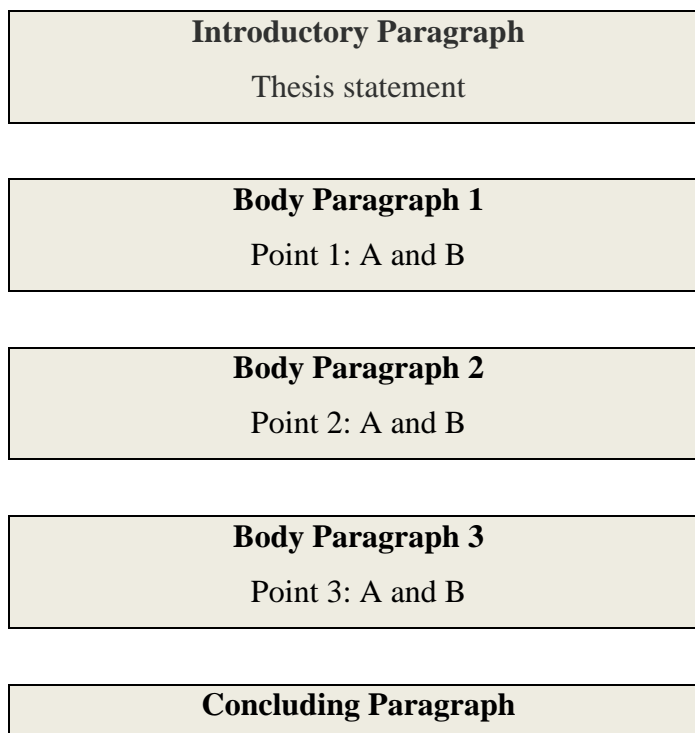 Introductory Paragraph
Thesis statement
Body Paragraph 1
Point 1: A and B
Body Paragraph 2
Point 2: A and B
Body Paragraph 3
Point 3: A and B
Concluding Paragraph